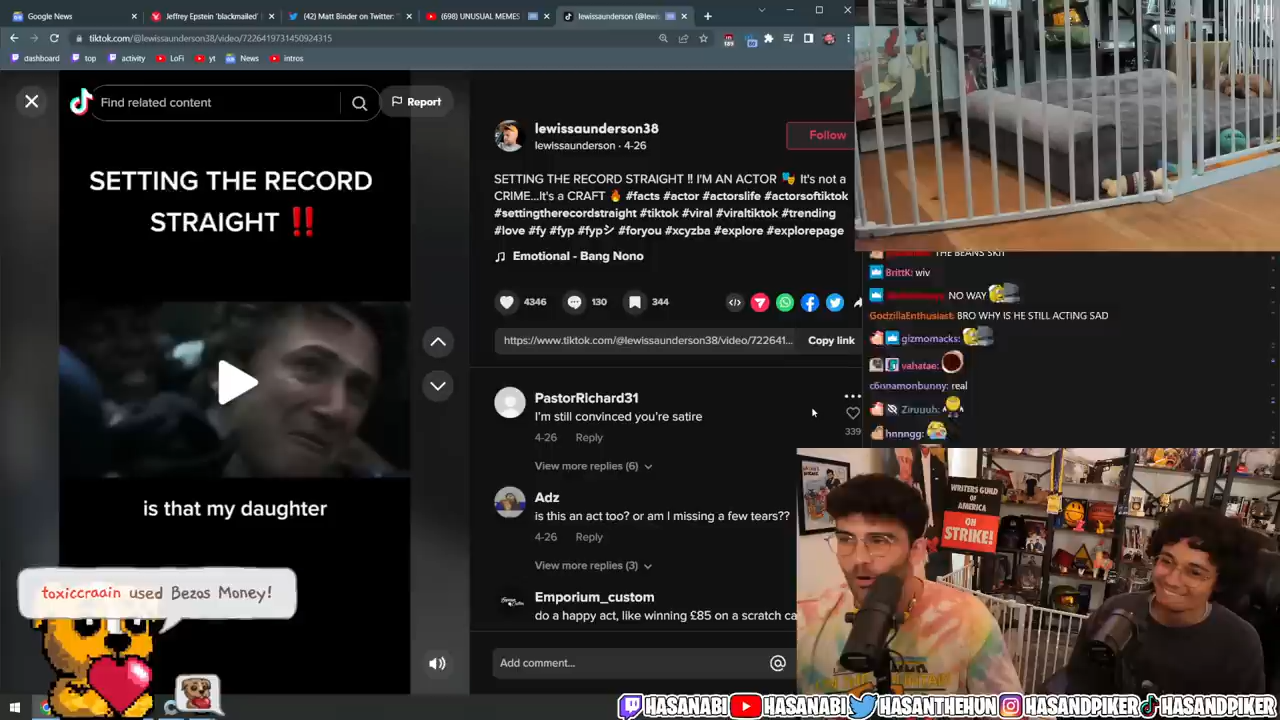 Google News
Jeffrey Epstein 'blackmailed'
(42) Matt Binder on Twitter: "
(698) UNUSUAL MEMES
lewissaunderson (@lewi
tiktok.com/@lewissaunderson38/video/7226419731450924315
dashboard
top
activity
LoFi
yt
News
intros
Find related content
Report
SETTING THE RECORD
STRAIGHT ‼️
is that my daughter
toxiccraain used Bezos Money!
lewissaunderson38
lewissaunderson · 4-26
Follow
SETTING THE RECORD STRAIGHT ‼️ I'M AN ACTOR 🎭 It's not a
CRIME...It's a CRAFT 🔥 #facts #actor #actorslife #actorsoftiktok
#settingtherecordstraight #tiktok #viral #viraltiktok #trending
#love #fy #fyp #fypシ #foryou #xcyzba #explore #explorepage
Emotional - Bang Nono
4346
130
344
https://www.tiktok.com/@lewissaunderson38/video/722641...
Copy link
PastorRichard31
I'm still convinced you're satire
4-26 Reply
339
View more replies (6)
Adz
is this an act too? or am I missing a few tears??
4-26 Reply
View more replies (3)
Emporium_custom
do a happy act, like winning £85 on a scratch ca
Add comment...
THE BEANS SKIT
BrittK: wiv
NO WAY
GodzillaEnthusiast: BRO WHY IS HE STILL ACTING SAD
gizmomacks:
vahatae:
c6nnamonbunny: real
Ziruuuh:
hnnngg:
WRITERS GUILD
OF
AMERICA
ON
STRIKE!
HASANABI
HASANABI
HASANTHEHUN
HASANDPIKER
HASANDPIKER